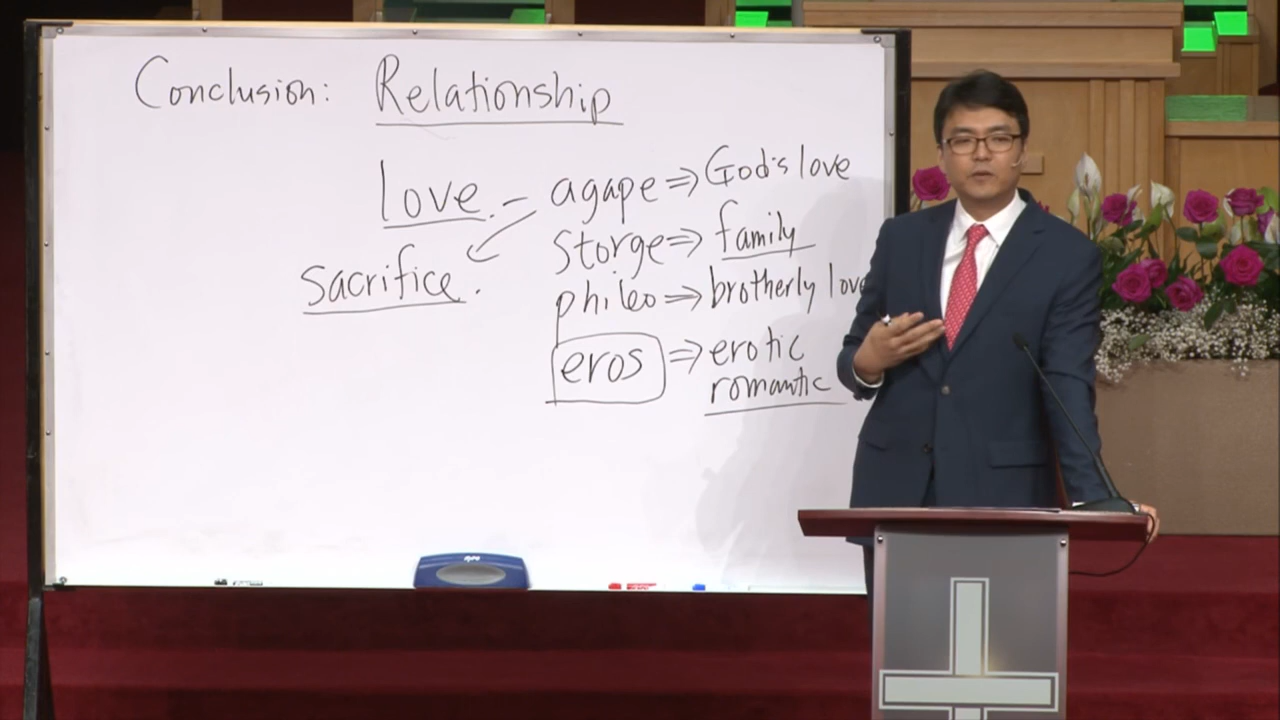 Conclusion: Relationship
love. – agape ⇒ God's love
storge ⇒ family
sacrifice.
phileo ⇒ brotherly love
eros ⇒ erotic
romantic